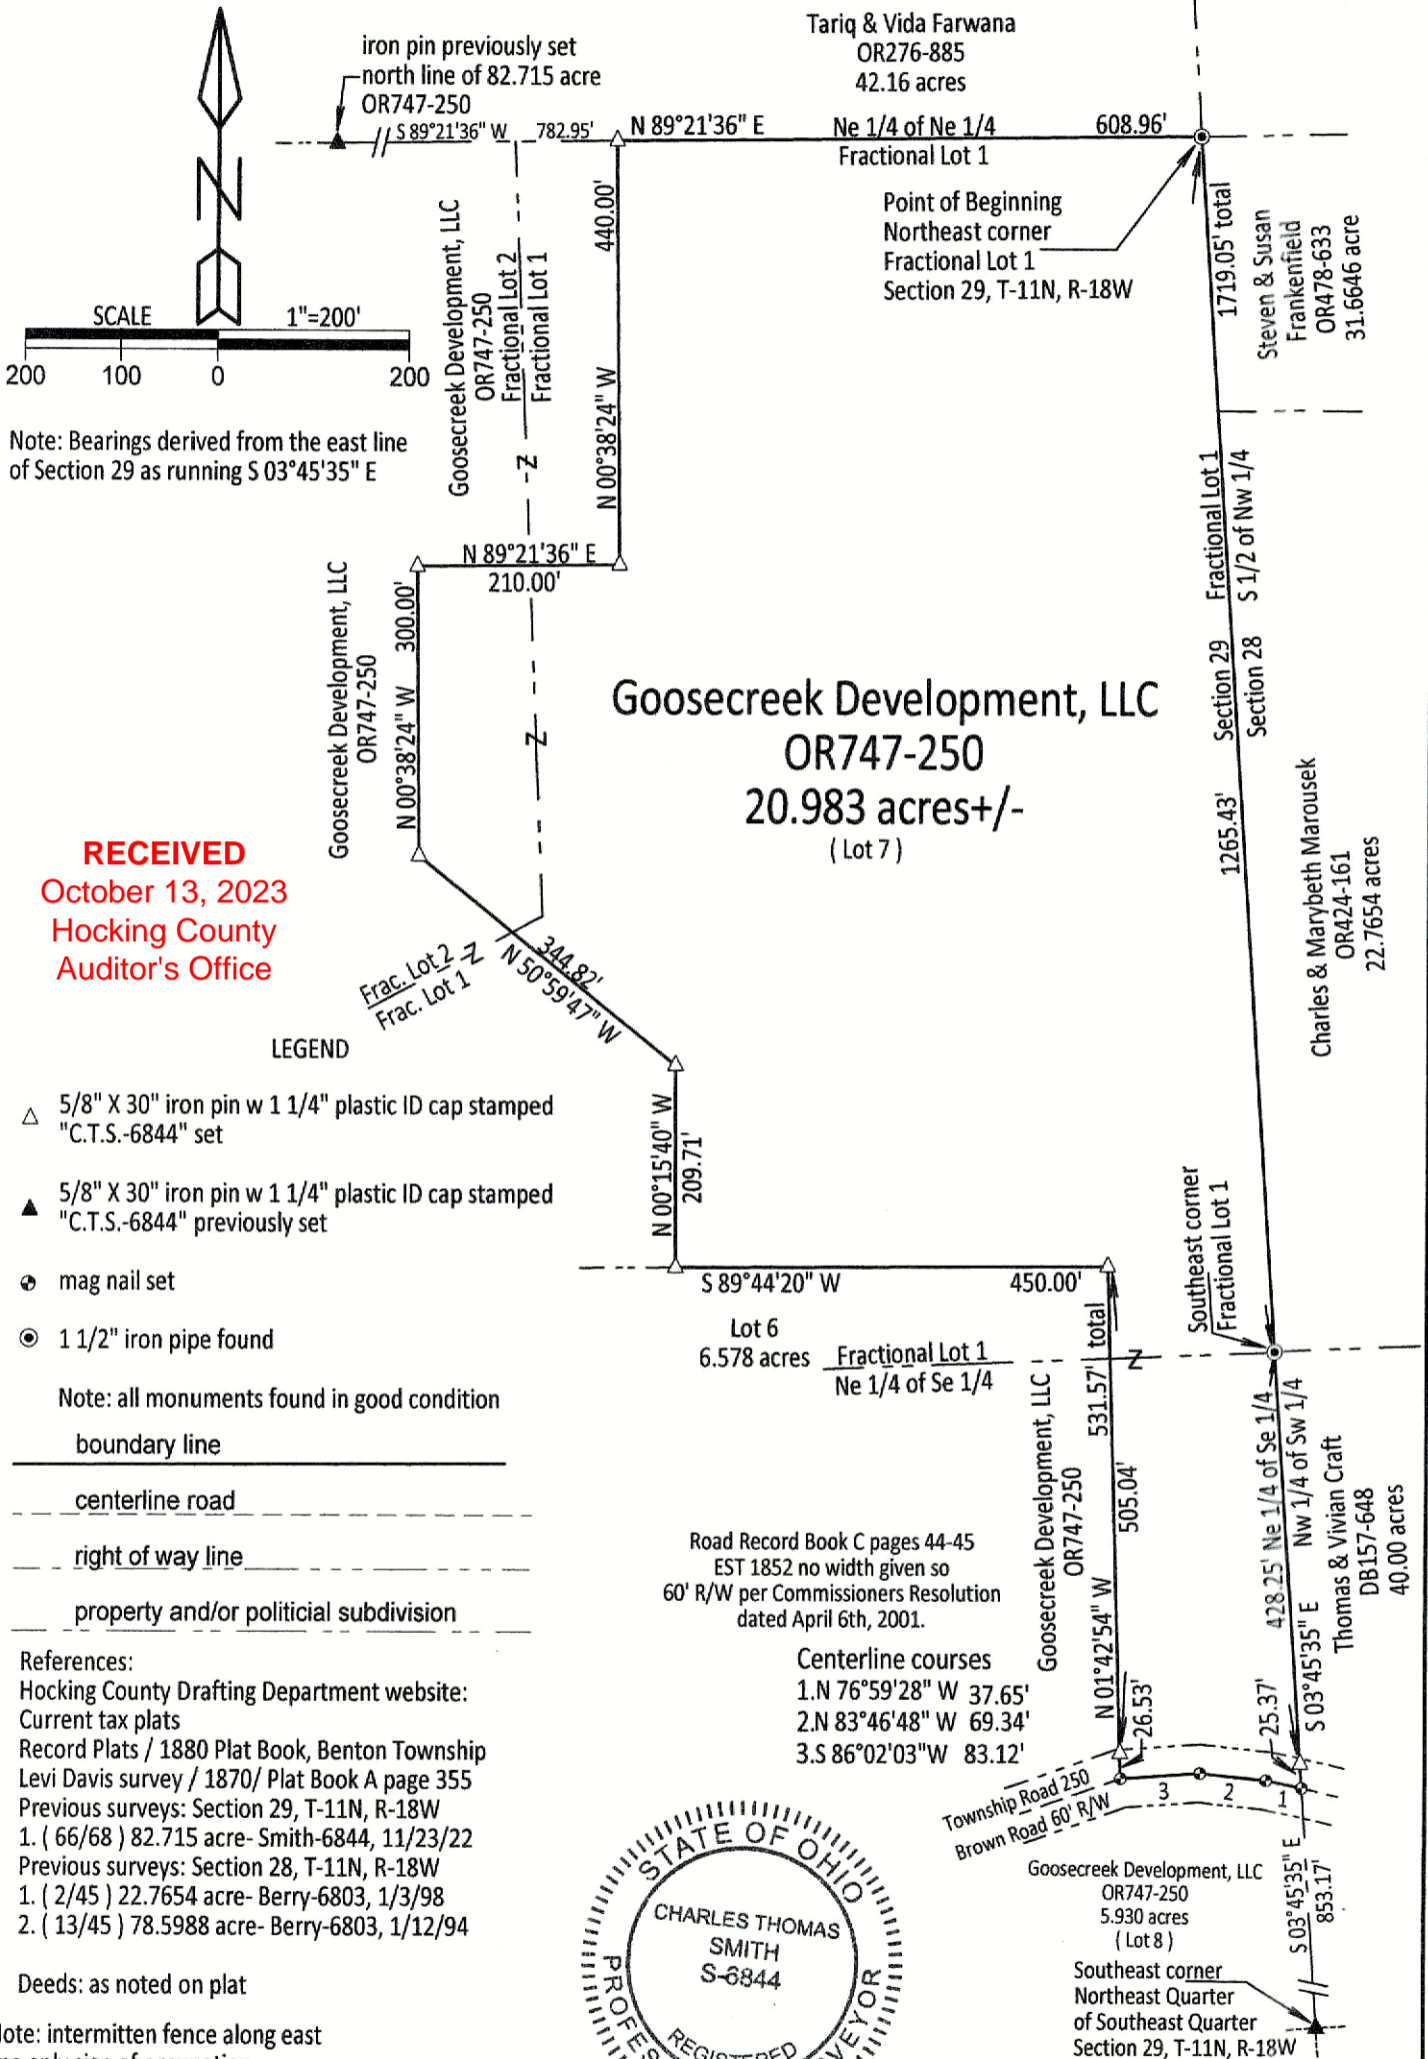 Tariq & Vida Farwana
OR276-885
42.16 acres
iron pin previously set
north line of 82.715 acre
OR747-250
S 89°21'36" W 782.95'
N 89°21'36" E
Ne 1/4 of Ne 1/4
608.96'
Fractional Lot 1
N
Point of Beginning
Northeast corner
Fractional Lot 1
Section 29, T-11N, R-18W
1719.05' total
Steven & Susan
Frankenfield
OR478-633
31.6646 acre
440.00'
N 00°38'24" W
Goosecreek Development, LLC
OR747-250
Fractional Lot 2
Fractional Lot 1
Z
SCALE 1"=200'
200 100 0 200
Note: Bearings derived from the east line
of Section 29 as running S 03°45'35" E
Fractional Lot 1
S 1/2 of Nw 1/4
N 89°21'36" E
210.00'
Goosecreek Development, LLC
OR747-250
N 00°38'24" W 300.00'
Z
Section 29
Section 28
Goosecreek Development, LLC
OR747-250
20.983 acres+/-
( Lot 7 )
1265.43'
Charles & Marybeth Marousek
OR424-161
22.7654 acres
RECEIVED
October 13, 2023
Hocking County
Auditor's Office
Frac. Lot 2
Frac. Lot 1
Z
344.82'
N 50°59'47" W
LEGEND
5/8" X 30" iron pin w 1 1/4" plastic ID cap stamped
"C.T.S.-6844" set
5/8" X 30" iron pin w 1 1/4" plastic ID cap stamped
"C.T.S.-6844" previously set
mag nail set
1 1/2" iron pipe found
Note: all monuments found in good condition
boundary line
centerline road
right of way line
property and/or politicial subdivision
N 00°15'40" W
209.71'
S 89°44'20" W 450.00'
Southeast corner
Fractional Lot 1
Lot 6
6.578 acres
Fractional Lot 1
Ne 1/4 of Se 1/4
Z
531.57' total
505.04'
N 01°42'54" W
Goosecreek Development, LLC
OR747-250
428.25' Ne 1/4 of Se 1/4
Nw 1/4 of Sw 1/4
S 03°45'35" E
Thomas & Vivian Craft
DB157-648
40.00 acres
Road Record Book C pages 44-45
EST 1852 no width given so
60' R/W per Commissioners Resolution
dated April 6th, 2001.
Centerline courses
1.N 76°59'28" W 37.65'
2.N 83°46'48" W 69.34'
3.S 86°02'03"W 83.12'
26.53'
25.37'
Township Road 250
Brown Road 60' R/W
3 2 1
References:
Hocking County Drafting Department website:
Current tax plats
Record Plats / 1880 Plat Book, Benton Township
Levi Davis survey / 1870/ Plat Book A page 355
Previous surveys: Section 29, T-11N, R-18W
1. ( 66/68 ) 82.715 acre- Smith-6844, 11/23/22
Previous surveys: Section 28, T-11N, R-18W
1. ( 2/45 ) 22.7654 acre- Berry-6803, 1/3/98
2. ( 13/45 ) 78.5988 acre- Berry-6803, 1/12/94
Deeds: as noted on plat
Note: intermitten fence along east
STATE OF OHIO
CHARLES THOMAS
SMITH
S-6844
REGISTERED
Goosecreek Development, LLC
OR747-250
5.930 acres
( Lot 8 )
S 03°45'35" E
853.17'
Southeast corner
Northeast Quarter
of Southeast Quarter
Section 29, T-11N, R-18W